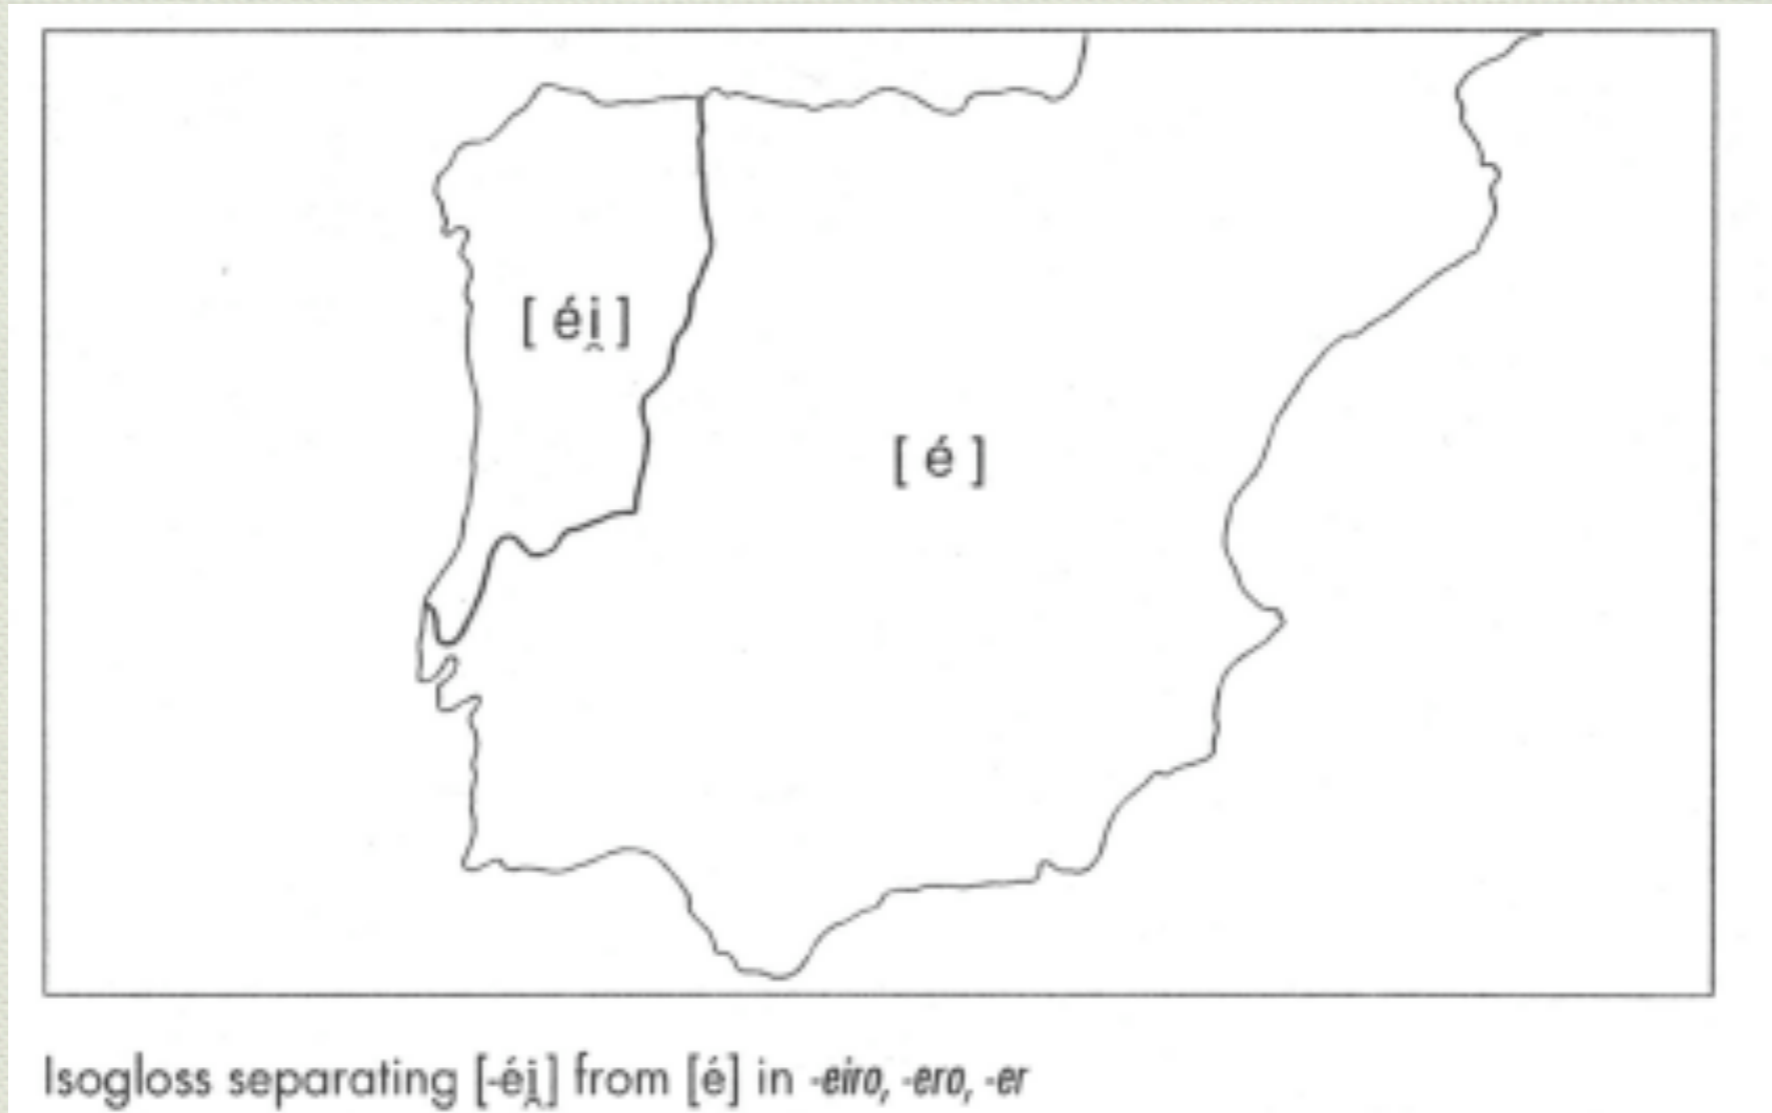 [ éi̯ ]
[ é ]
Isogloss separating [-éi̯] from [é] in -eiro, -ero, -er